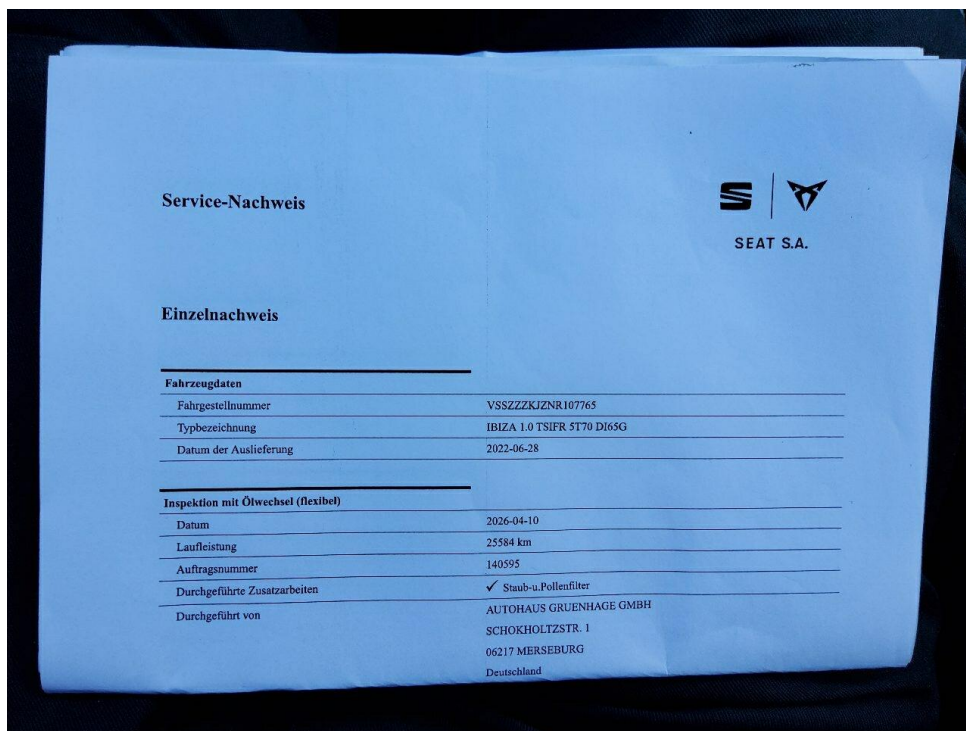 Service-Nachweis
SEAT S.A.
Einzelnachweis
Fahrzeugdaten
Fahrgestellnummer VSSZZZKJZNR107765
Typbezeichnung IBIZA 1.0 TSIFR 5T70 DI65G
Datum der Auslieferung 2022-06-28
Inspektion mit Ölwechsel (flexibel)
Datum 2026-04-10
Laufleistung 25584 km
Auftragsnummer 140595
Durchgeführte Zusatzarbeiten ✓ Staub-u.Pollenfilter
Durchgeführt von AUTOHAUS GRUENHAGE GMBH
SCHOKHOLTZSTR. 1
06217 MERSEBURG
Deutschland